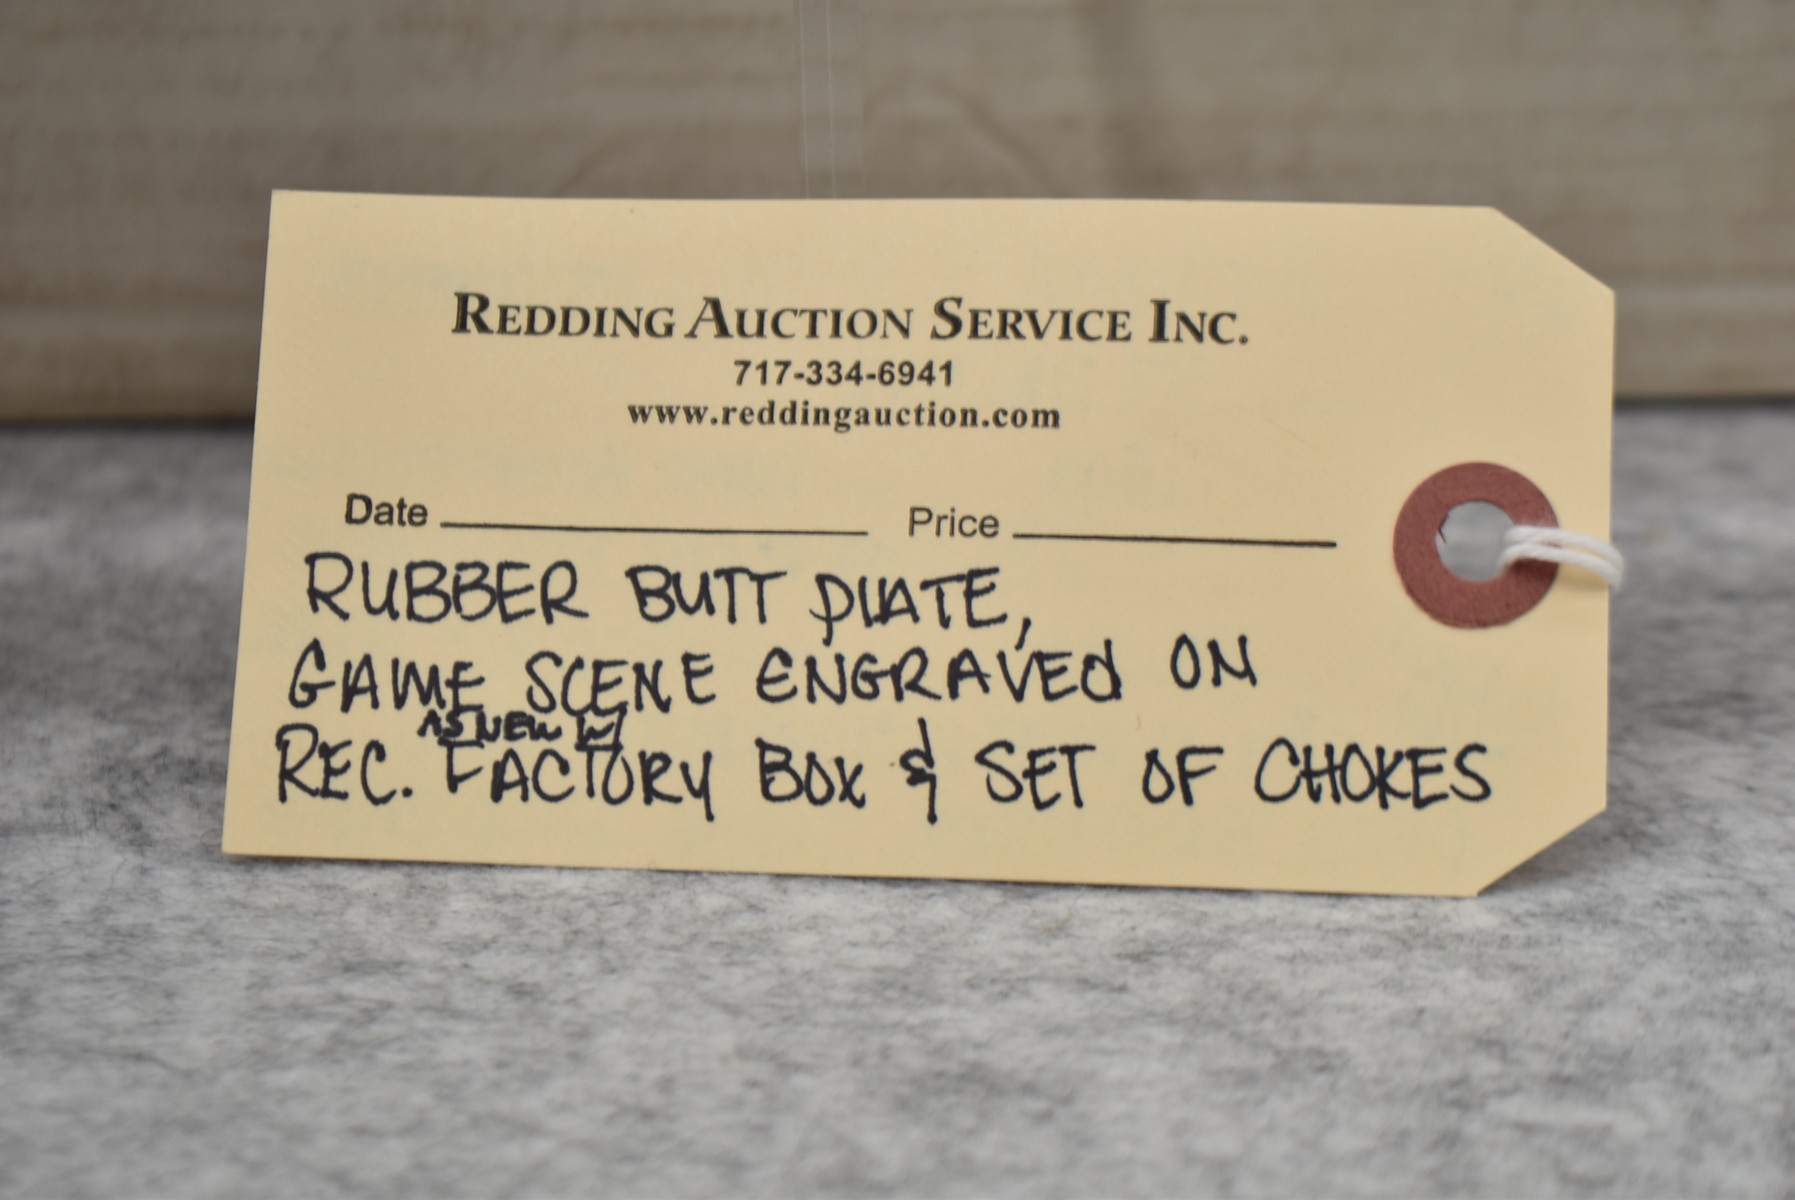 REDDING AUCTION SERVICE INC.
717-334-6941
www.reddingauction.com
Date Price
RUBBER BUTT PLATE,
GAME SCENE ENGRAVED ON
AS NEW W/
REC. FACTORY BOX & SET OF CHOKES